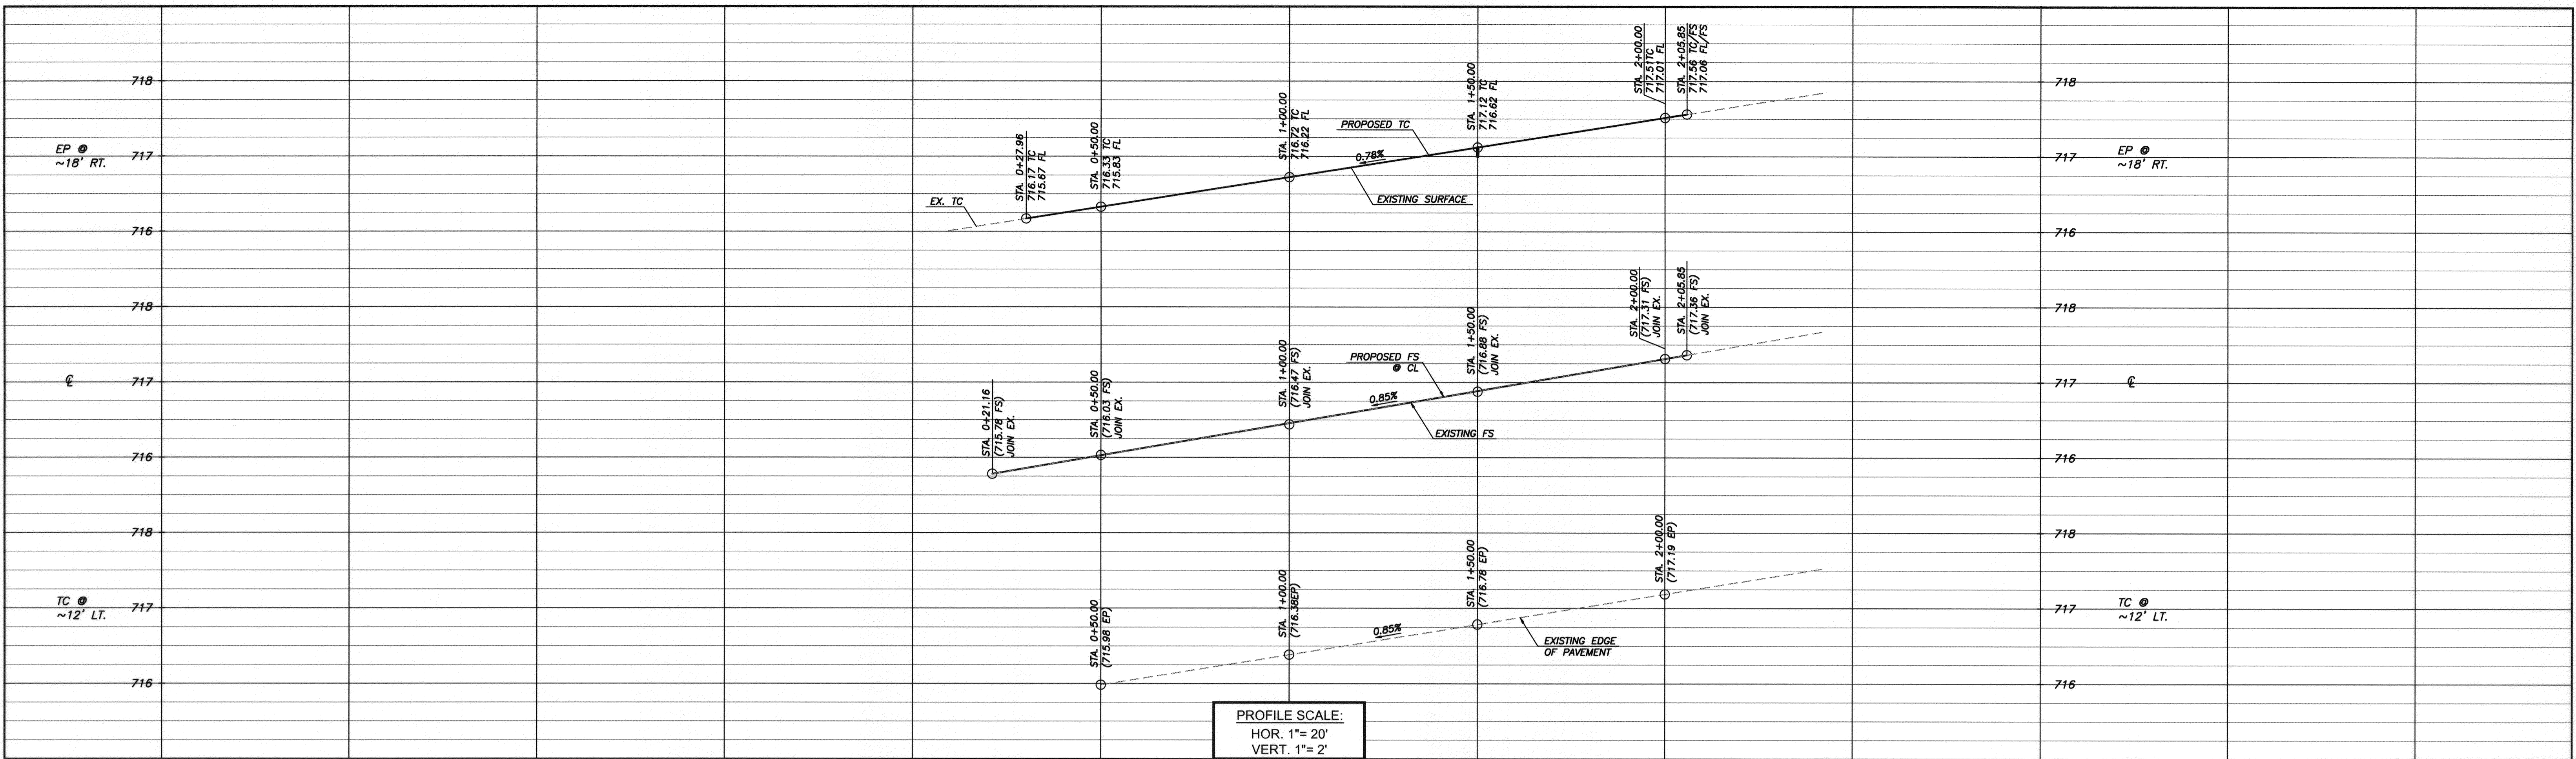 718
EP @
~18' RT.
717
716
EX. TC
STA. 0+27.96
716.17 TC
715.67 FL
STA. 0+50.00
716.33 TC
715.83 FL
STA. 1+00.00
716.72 TC
716.22 FL
PROPOSED TC
0.78%
EXISTING SURFACE
STA. 1+50.00
717.12 TC
716.62 FL
STA. 2+00.00
717.51TC
717.01 FL
STA. 2+05.85
717.56 TC/FS
717.06 FL/FS
718
717
EP @
~18' RT.
716
718
℄
717
716
STA. 0+21.16
(715.78 FS)
JOIN EX.
STA. 0+50.00
(716.03 FS)
JOIN EX.
STA. 1+00.00
(716.47 FS)
JOIN EX.
PROPOSED FS
@ CL
0.85%
EXISTING FS
STA. 1+50.00
(716.88 FS)
JOIN EX.
STA. 2+00.00
(717.31 FS)
JOIN EX.
STA. 2+05.85
(717.36 FS)
JOIN EX.
718
717
℄
716
718
TC @
~12' LT.
717
716
STA. 0+50.00
(715.98 EP)
STA. 1+00.00
(716.38EP)
0.85%
STA. 1+50.00
(716.78 EP)
EXISTING EDGE
OF PAVEMENT
STA. 2+00.00
(717.19 EP)
718
717
TC @
~12' LT.
716
PROFILE SCALE:
HOR. 1"= 20'
VERT. 1"= 2'